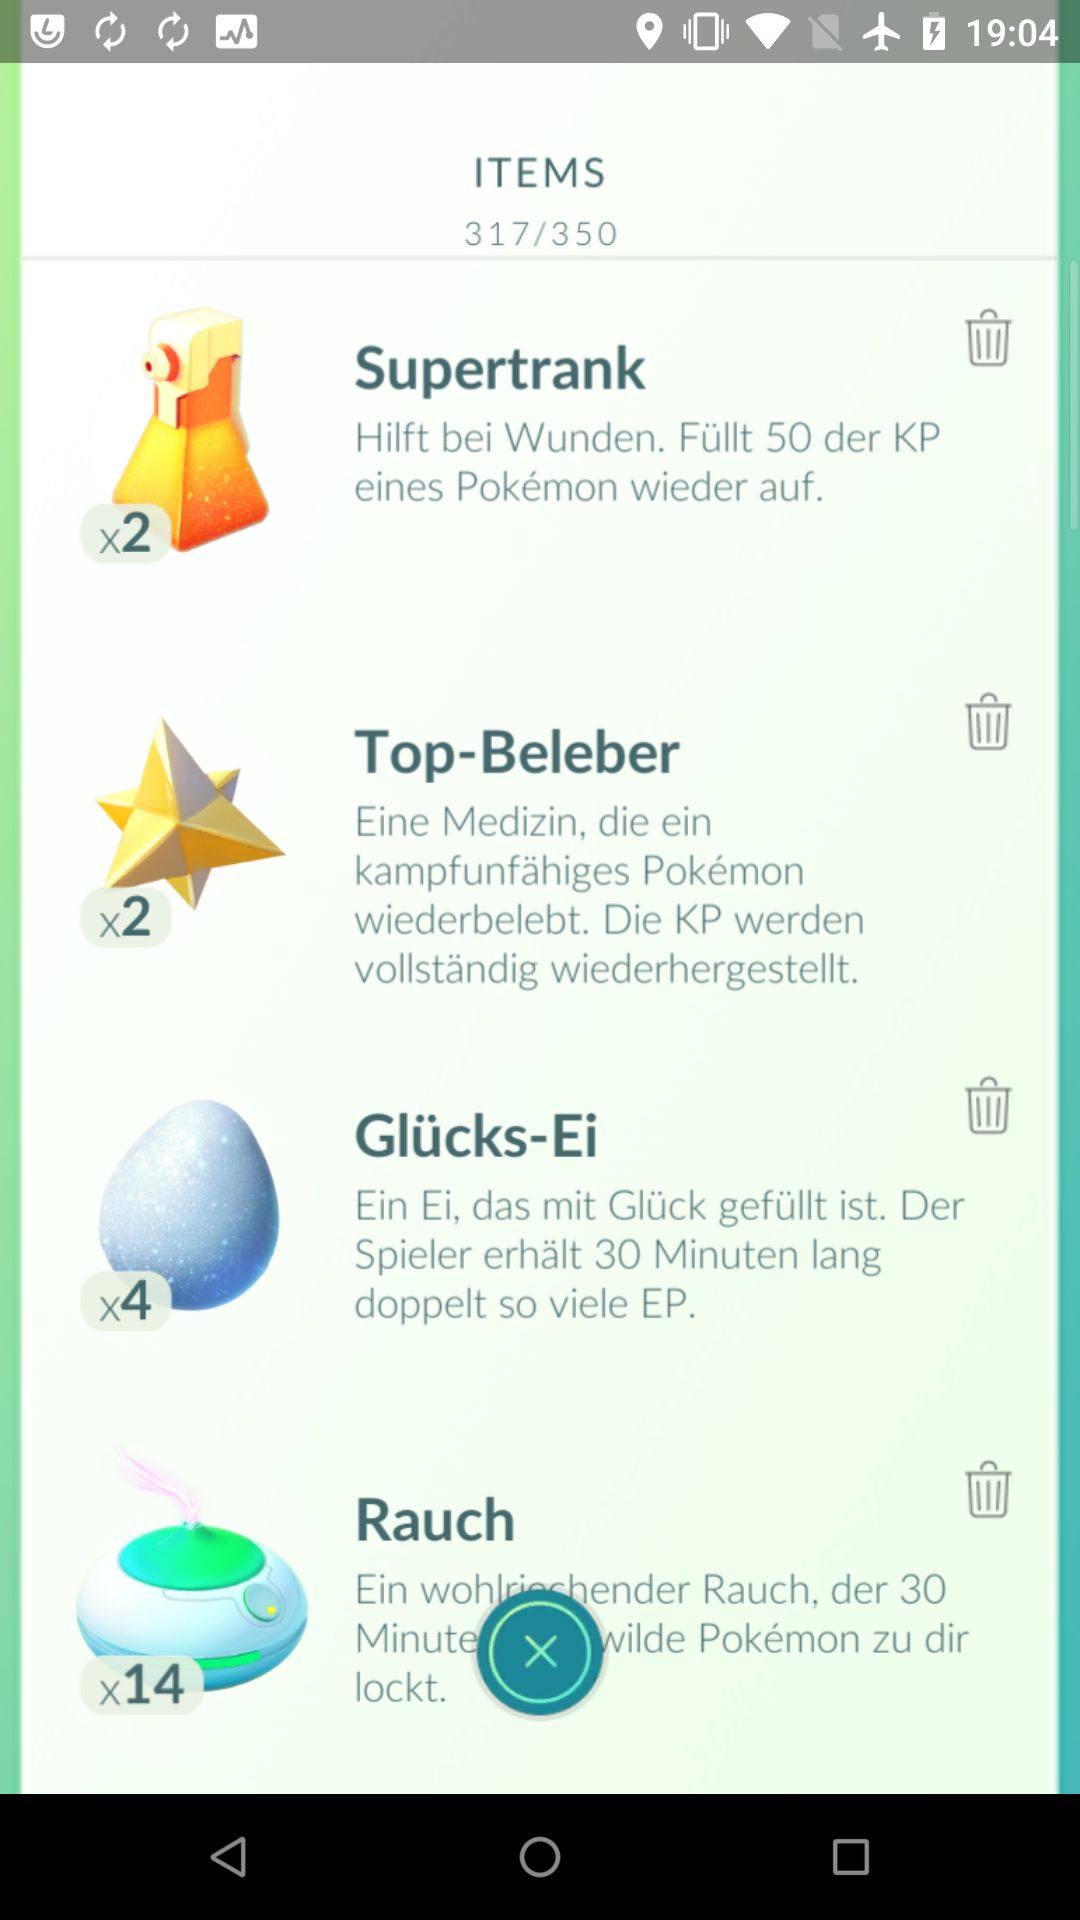 19:04
ITEMS
317/350
Supertrank
Hilft bei Wunden. Füllt 50 der KP
eines Pokémon wieder auf.
x2
Top-Beleber
Eine Medizin, die ein
kampfunfähiges Pokémon
wiederbelebt. Die KP werden
vollständig wiederhergestellt.
x2
Glücks-Ei
Ein Ei, das mit Glück gefüllt ist. Der
Spieler erhält 30 Minuten lang
doppelt so viele EP.
x4
Rauch
Ein wohlriechender Rauch, der 30
Minute wilde Pokémon zu dir
lockt.
x14